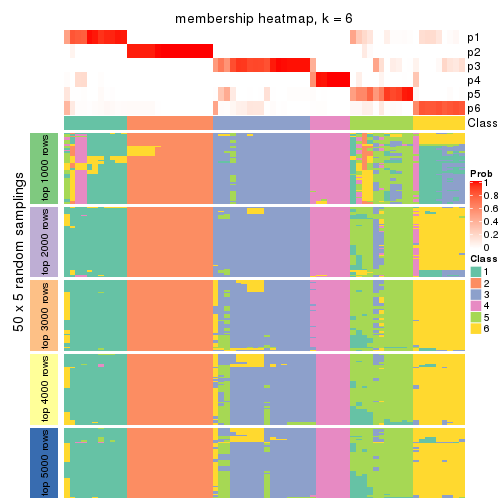 membership heatmap, k = 6
p1
p2
p3
p4
p5
p6
Class
50 x 5 random samplings
top 1000 rows
top 2000 rows
top 3000 rows
top 4000 rows
top 5000 rows
Prob
1
0.8
0.6
0.4
0.2
0
Class
1
2
3
4
5
6